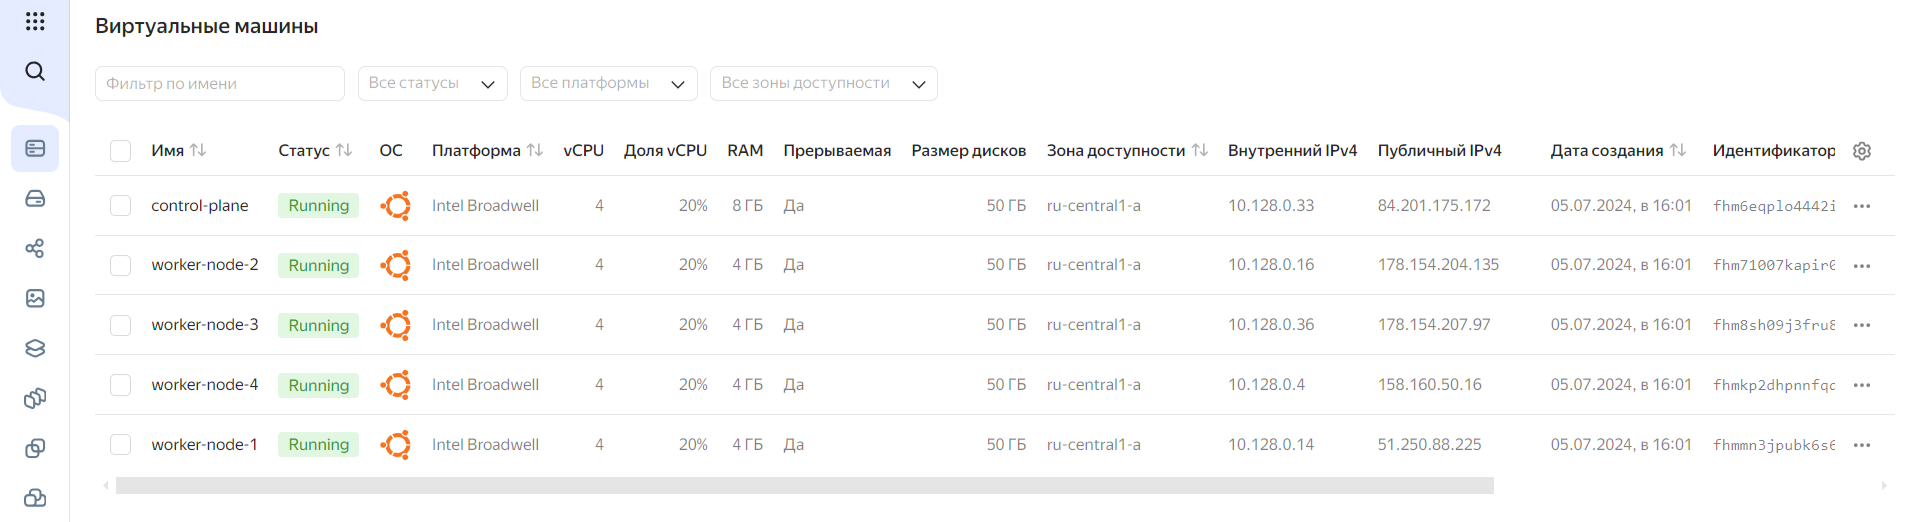 Виртуальные машины
Фильтр по имени Все статусы Все платформы Все зоны доступности
Имя Статус ОС Платформа vCPU Доля vCPU RAM Прерываемая Размер дисков Зона доступности Внутренний IPv4 Публичный IPv4 Дата создания Идентификатор
control-plane Running Intel Broadwell 4 20% 8 ГБ Да 50 ГБ ru-central1-a 10.128.0.33 84.201.175.172 05.07.2024, в 16:01 fhm6eqplo4442i
worker-node-2 Running Intel Broadwell 4 20% 4 ГБ Да 50 ГБ ru-central1-a 10.128.0.16 178.154.204.135 05.07.2024, в 16:01 fhm71007kapir0
worker-node-3 Running Intel Broadwell 4 20% 4 ГБ Да 50 ГБ ru-central1-a 10.128.0.36 178.154.207.97 05.07.2024, в 16:01 fhm8sh09j3fru8
worker-node-4 Running Intel Broadwell 4 20% 4 ГБ Да 50 ГБ ru-central1-a 10.128.0.4 158.160.50.16 05.07.2024, в 16:01 fhmkp2dhpnnfqc
worker-node-1 Running Intel Broadwell 4 20% 4 ГБ Да 50 ГБ ru-central1-a 10.128.0.14 51.250.88.225 05.07.2024, в 16:01 fhmmn3jpubk6s6